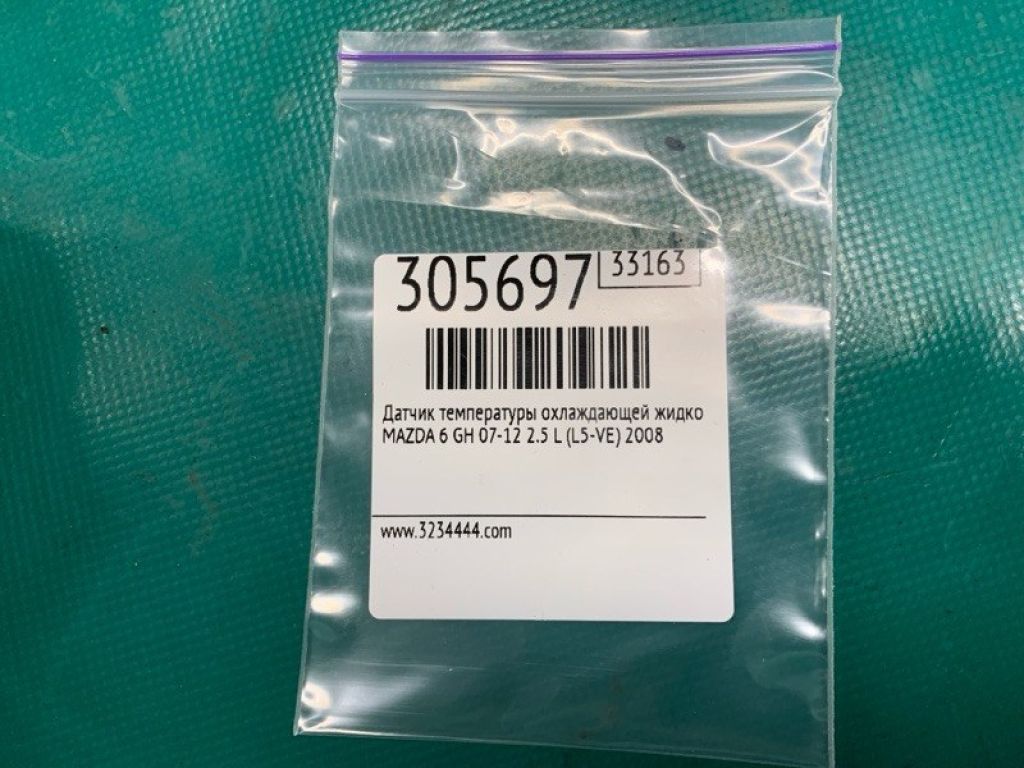 305697
33163
Датчик температуры охлаждающей жидко
MAZDA 6 GH 07-12 2.5 L (L5-VE) 2008
www.3234444.com